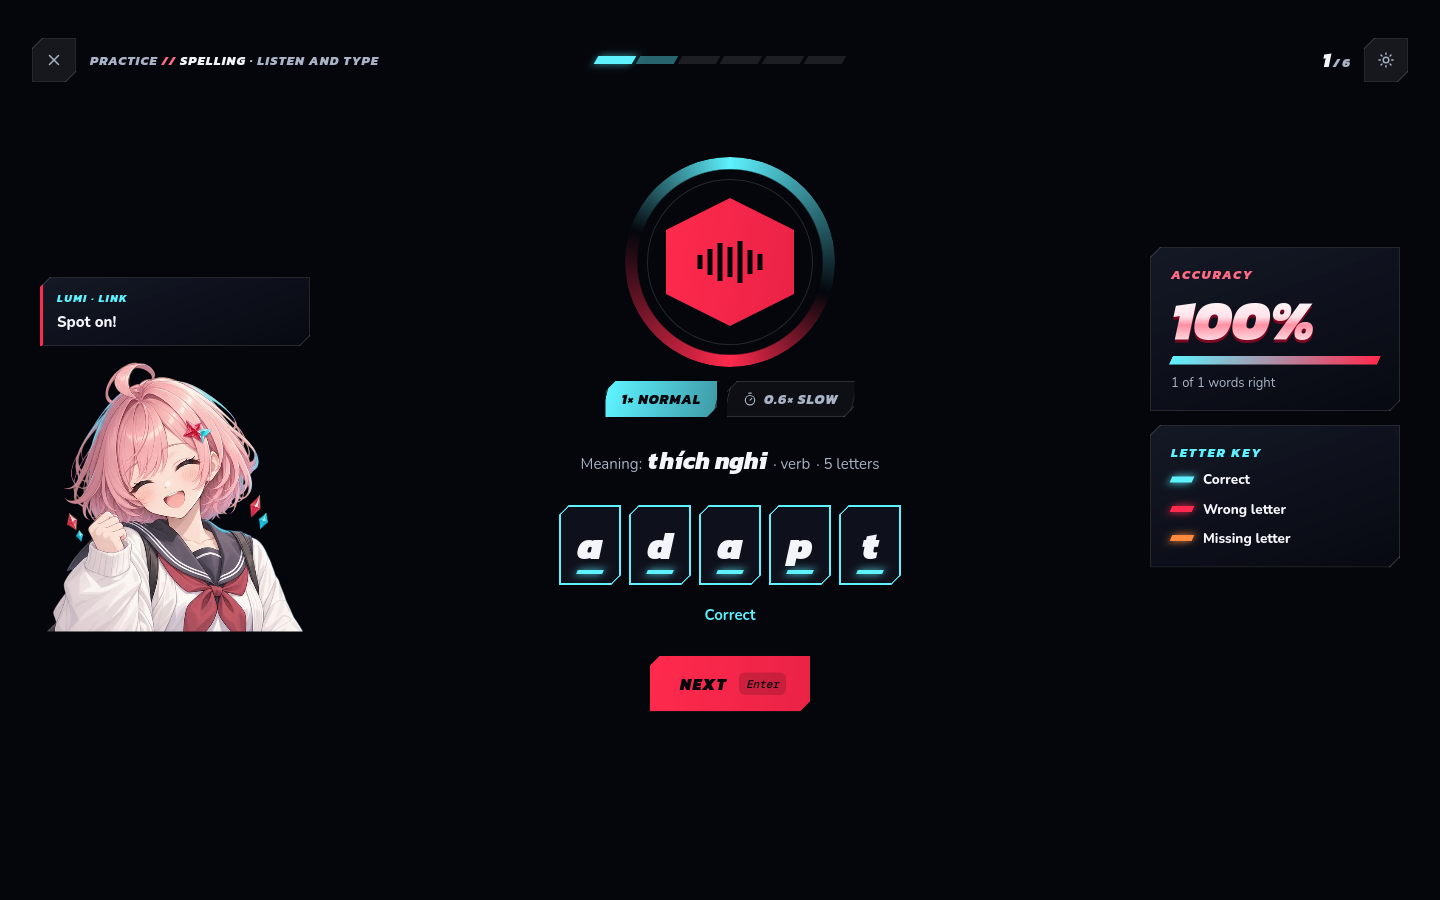 PRACTICE // SPELLING · LISTEN AND TYPE
1/6
LUMI · LINK
Spot on!
1× NORMAL
0.6× SLOW
Meaning: thích nghi · verb · 5 letters
a d a p t
Correct
NEXT Enter
ACCURACY
100%
1 of 1 words right
LETTER KEY
Correct
Wrong letter
Missing letter